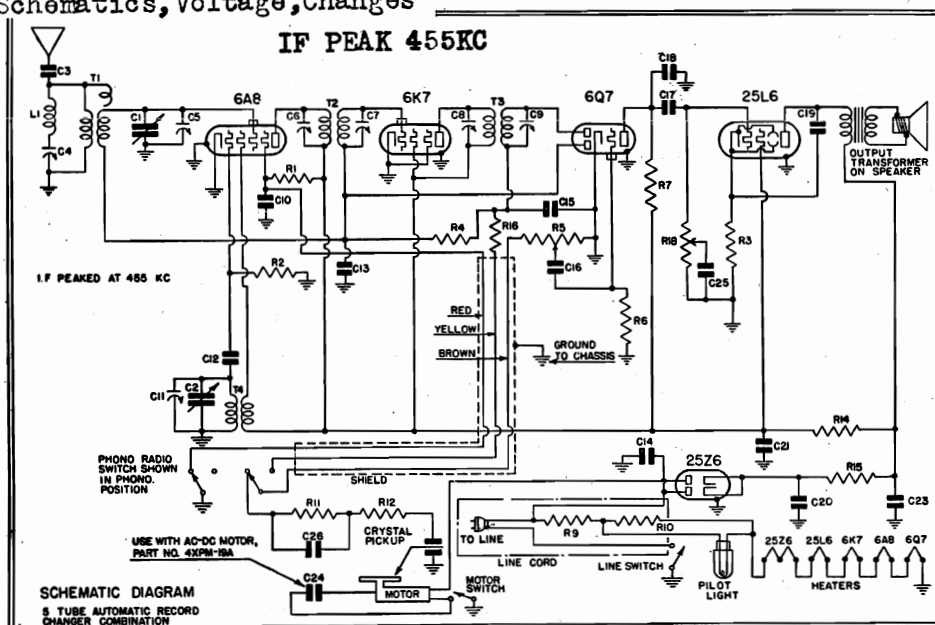 Schematics,Voltage,Changes
IF PEAK 455KC
C3
T1
L1
C4
C1
C5
6A8
R1
C10
R2
T2
C6
C7
6K7
C8
T3
C9
6Q7
C18
C17
25L6
C19
OUTPUT
TRANSFORMER
ON SPEAKER
R7
R18
R3
C25
R4
R16
C15
R5
C16
R6
C13
I.F PEAKED AT 455 KC
RED
YELLOW
BROWN
GROUND
TO CHASSIS
C12
C11
C2
T4
R14
C21
PHONO RADIO
SWITCH SHOWN
IN PHONO.
POSITION
SHIELD
C14
25Z6
R15
C20
C23
R11
R12
C26
CRYSTAL
PICKUP
TO LINE
R9
R10
LINE CORD
LINE SWITCH
PILOT
LIGHT
25Z6 25L6 6K7 6A8 6Q7
HEATERS
USE WITH AC-DC MOTOR,
PART NO. 4XPM-19A
C24
MOTOR
MOTOR
SWITCH
SCHEMATIC DIAGRAM
5 TUBE AUTOMATIC RECORD
CHANGER COMBINATION